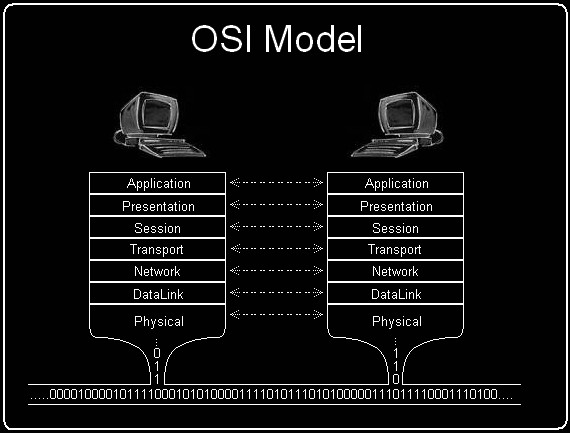 OSI Model
Application Application
Presentation Presentation
Session Session
Transport Transport
Network Network
DataLink DataLink
Physical Physical
: :
0 1
1 1
1 0